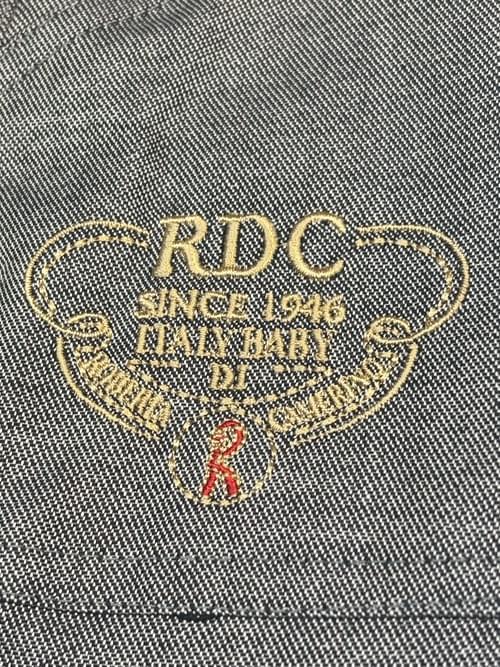 RDC
SINCE 1946
ITALY BABY
DI
ROBERTA
CAMERINO
R